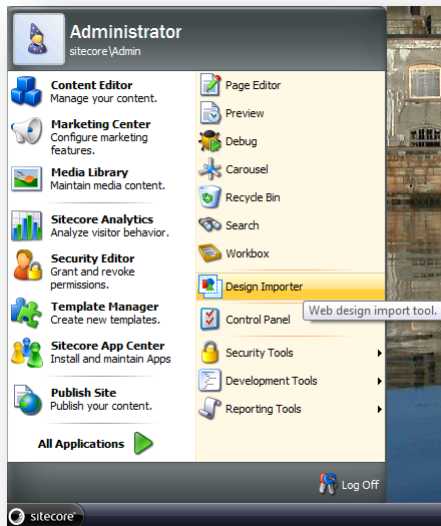 Administrator
sitecore\Admin
Content Editor
Manage your content.
Marketing Center
Configure marketing
features.
Media Library
Maintain media content.
Sitecore Analytics
Analyze visitor behavior.
Security Editor
Grant and revoke
permissions.
Template Manager
Create new templates.
Sitecore App Center
Install and maintain Apps
Publish Site
Publish your content.
All Applications
Page Editor
Preview
Debug
Carousel
Recycle Bin
Search
Workbox
Design Importer
Web design import tool.
Control Panel
Security Tools
Development Tools
Reporting Tools
Log Off
sitecore